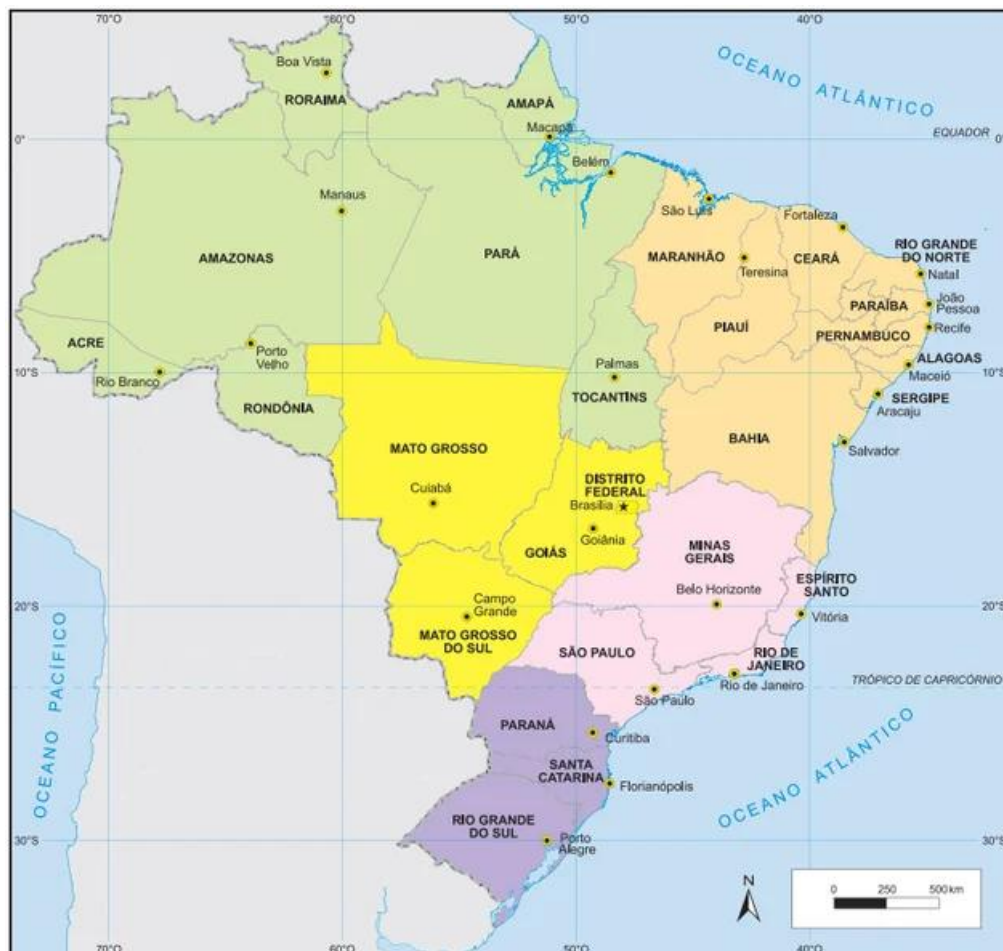 70°O
60°O
50°O
40°O
OCEANO ATLÂNTICO
Boa Vista
RORAIMA
AMAPÁ
Macapá
EQUADOR
0°
0°
Belém
Manaus
São Luís
Fortaleza
AMAZONAS
PARÁ
MARANHÃO
Teresina
CEARÁ
RIO GRANDE
DO NORTE
Natal
PARAÍBA
João
Pessoa
PIAUÍ
PERNAMBUCO
Recife
ACRE
Porto
Velho
Rio Branco
10°S
10°S
Palmas
TOCANTINS
ALAGOAS
Maceió
SERGIPE
Aracaju
RONDÔNIA
BAHIA
Salvador
MATO GROSSO
Cuiabá
DISTRITO
FEDERAL
Brasília
Goiânia
GOIÁS
MINAS
GERAIS
Belo Horizonte
ESPÍRITO
SANTO
Vitória
20°S
20°S
Campo
Grande
MATO GROSSO
DO SUL
SÃO PAULO
São Paulo
RIO DE
JANEIRO
Rio de Janeiro
TRÓPICO DE CAPRICÓRNIO
OCEANO PACÍFICO
PARANÁ
Curitiba
SANTA
CATARINA
Florianópolis
OCEANO ATLÂNTICO
RIO GRANDE
DO SUL
Porto
Alegre
30°S
30°S
N
0 250 500 km
70°O
60°O
50°O
40°O